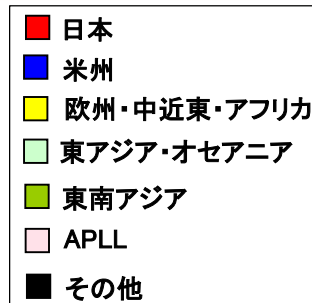 日本
米州
欧州・中近東・アフリカ
東アジア・オセアニア
東南アジア
APLL
その他